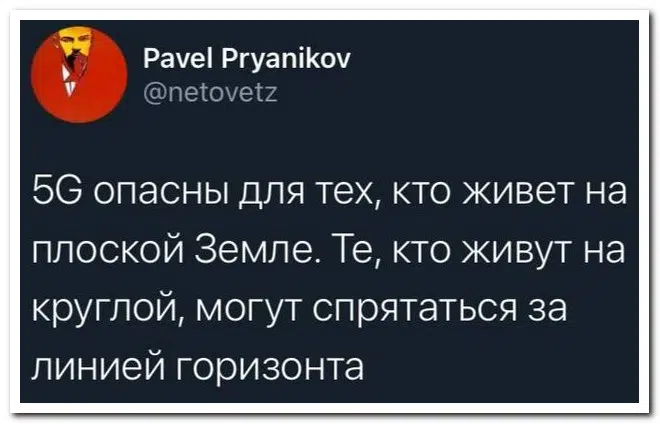 Pavel Pryanikov
@netovetz
5G опасны для тех, кто живет на
плоской Земле. Те, кто живут на
круглой, могут спрятаться за
линией горизонта